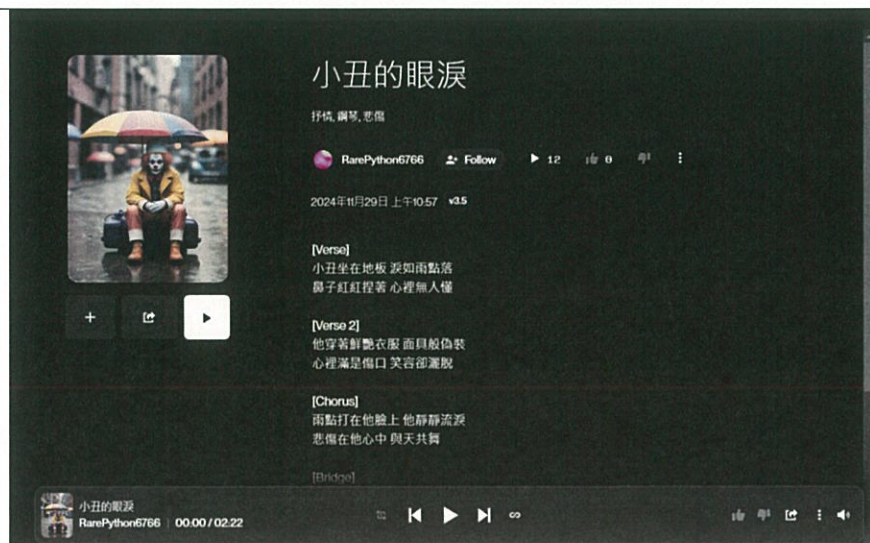 小丑的眼淚
抒情, 鋼琴, 悲傷
RarePython6766 Follow 12 0
2024年11月29日 上午10:57 v3.5
[Verse]
小丑坐在地板 淚如雨點落
鼻子紅紅捏著 心裡無人懂
[Verse 2]
他穿著鮮艷衣服 面具般偽裝
心裡滿是傷口 笑容卻灑脫
[Chorus]
雨點打在他臉上 他靜靜流淚
悲傷在他心中 與天共舞
[Bridge]
小丑的眼淚
RarePython6766 00:00 / 02:22